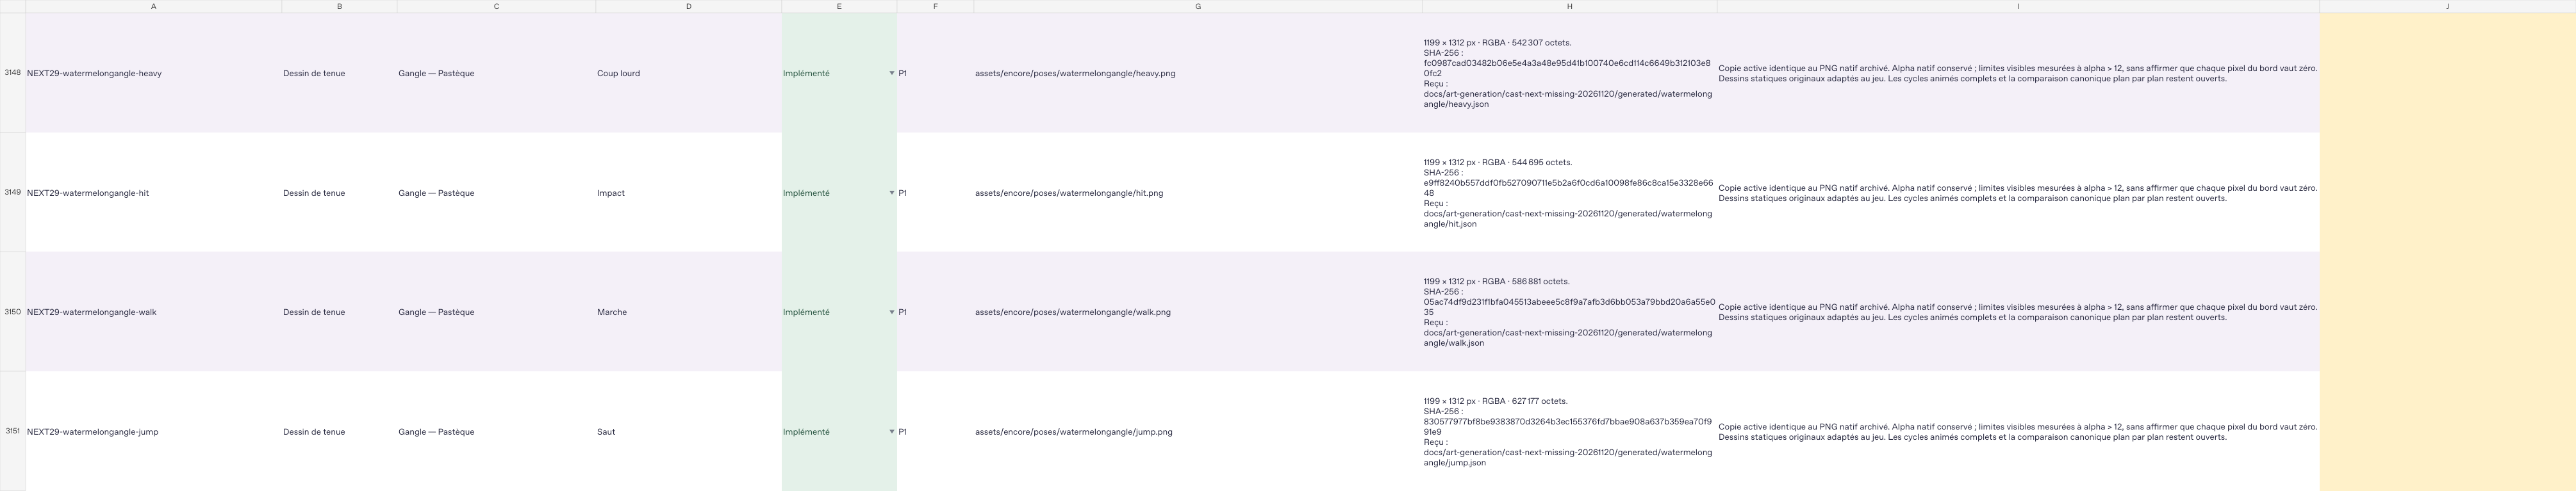 A B C D E F G H I J
3148 NEXT29-watermelongangle-heavy Dessin de tenue Gangle — Pastèque Coup lourd Implémenté P1 assets/encore/poses/watermelongangle/heavy.png
1199 × 1312 px · RGBA · 542 307 octets.
SHA-256 :
fc0987cad03482b06e5e4a3a48e95d41b100740e6cd114c6649b312103e8
0fc2
Reçu :
docs/art-generation/cast-next-missing-20261120/generated/watermelong
angle/heavy.json
Copie active identique au PNG natif archivé. Alpha natif conservé ; limites visibles mesurées à alpha > 12, sans affirmer que chaque pixel du bord vaut zéro.
Dessins statiques originaux adaptés au jeu. Les cycles animés complets et la comparaison canonique plan par plan restent ouverts.
3149 NEXT29-watermelongangle-hit Dessin de tenue Gangle — Pastèque Impact Implémenté P1 assets/encore/poses/watermelongangle/hit.png
1199 × 1312 px · RGBA · 544 695 octets.
SHA-256 :
e9ff8240b557ddf0fb527090711e5b2a6f0cd6a10098fe86c8ca15e3328e66
48
Reçu :
docs/art-generation/cast-next-missing-20261120/generated/watermelong
angle/hit.json
Copie active identique au PNG natif archivé. Alpha natif conservé ; limites visibles mesurées à alpha > 12, sans affirmer que chaque pixel du bord vaut zéro.
Dessins statiques originaux adaptés au jeu. Les cycles animés complets et la comparaison canonique plan par plan restent ouverts.
3150 NEXT29-watermelongangle-walk Dessin de tenue Gangle — Pastèque Marche Implémenté P1 assets/encore/poses/watermelongangle/walk.png
1199 × 1312 px · RGBA · 586 881 octets.
SHA-256 :
05ac74df9d231f1bfa045513abeee5c8f9a7afb3d6bb053a79bbd20a6a55e0
35
Reçu :
docs/art-generation/cast-next-missing-20261120/generated/watermelong
angle/walk.json
Copie active identique au PNG natif archivé. Alpha natif conservé ; limites visibles mesurées à alpha > 12, sans affirmer que chaque pixel du bord vaut zéro.
Dessins statiques originaux adaptés au jeu. Les cycles animés complets et la comparaison canonique plan par plan restent ouverts.
3151 NEXT29-watermelongangle-jump Dessin de tenue Gangle — Pastèque Saut Implémenté P1 assets/encore/poses/watermelongangle/jump.png
1199 × 1312 px · RGBA · 627 177 octets.
SHA-256 :
830577977bf8be9383870d3264b3ec155376fd7bbae908a637b359ea70f9
91e9
Reçu :
docs/art-generation/cast-next-missing-20261120/generated/watermelong
angle/jump.json
Copie active identique au PNG natif archivé. Alpha natif conservé ; limites visibles mesurées à alpha > 12, sans affirmer que chaque pixel du bord vaut zéro.
Dessins statiques originaux adaptés au jeu. Les cycles animés complets et la comparaison canonique plan par plan restent ouverts.